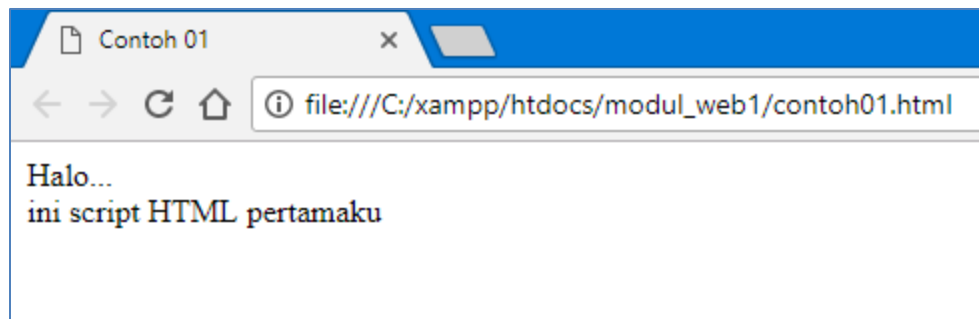 Contoh 01
file:///C:/xampp/htdocs/modul_web1/contoh01.html
Halo...
ini script HTML pertamaku